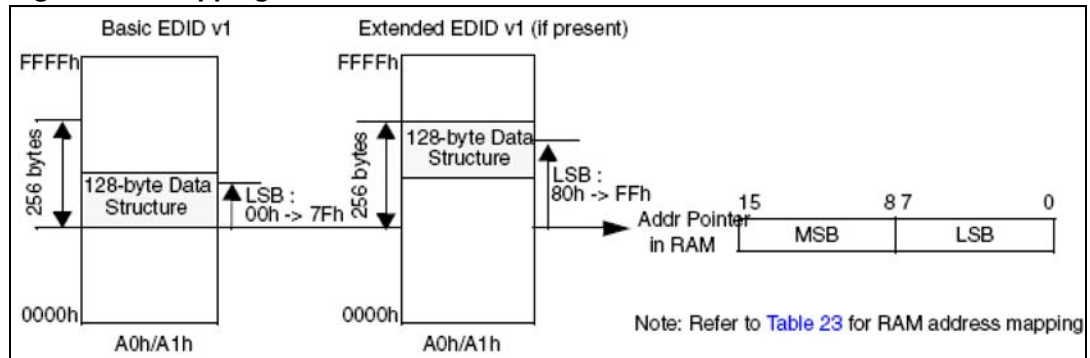 Basic EDID v1
Extended EDID v1 (if present)
FFFFh
FFFFh
256 bytes
128-byte Data
Structure
LSB :
00h -> 7Fh
256 bytes
128-byte Data
Structure
LSB :
80h -> FFh
Addr Pointer
in RAM
15
8 7
0
MSB
LSB
0000h
0000h
A0h/A1h
A0h/A1h
Note: Refer to Table 23 for RAM address mapping